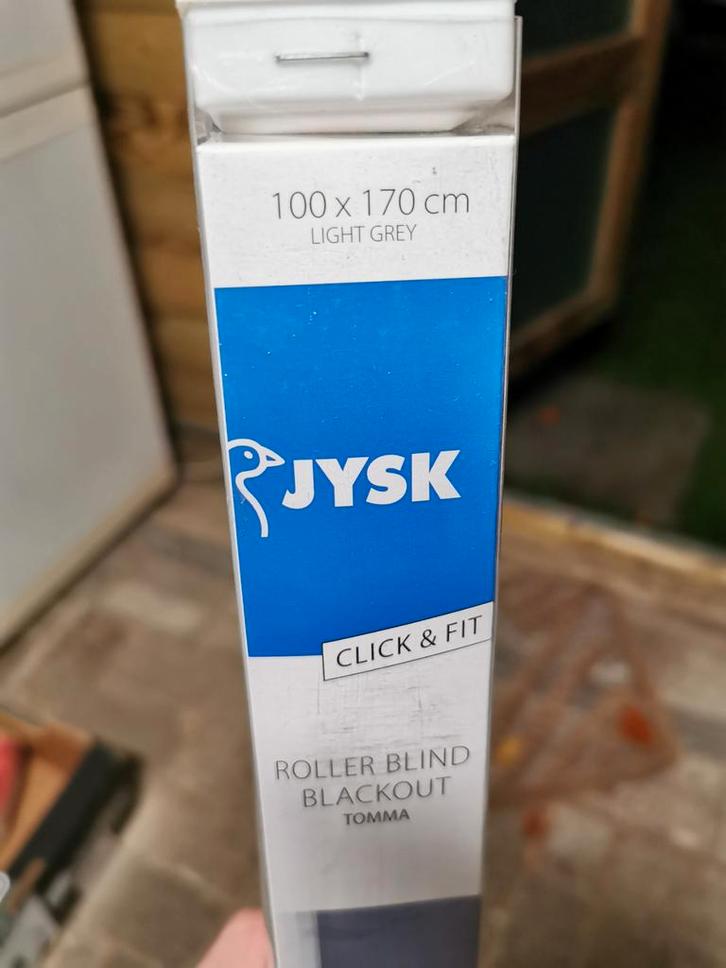 100 x 170 cm
LIGHT GREY
JYSK
CLICK & FIT
ROLLER BLIND
BLACKOUT
TOMMA